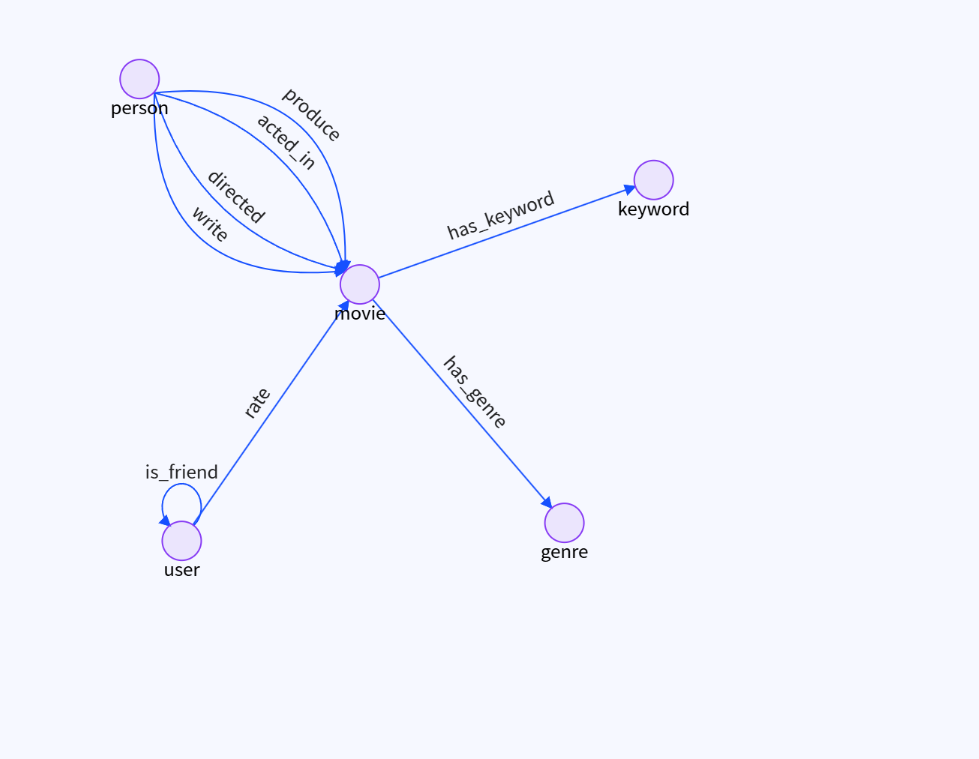 person
produce
acted_in
directed
write
keyword
has_keyword
movie
has_genre
rate
is_friend
user
genre